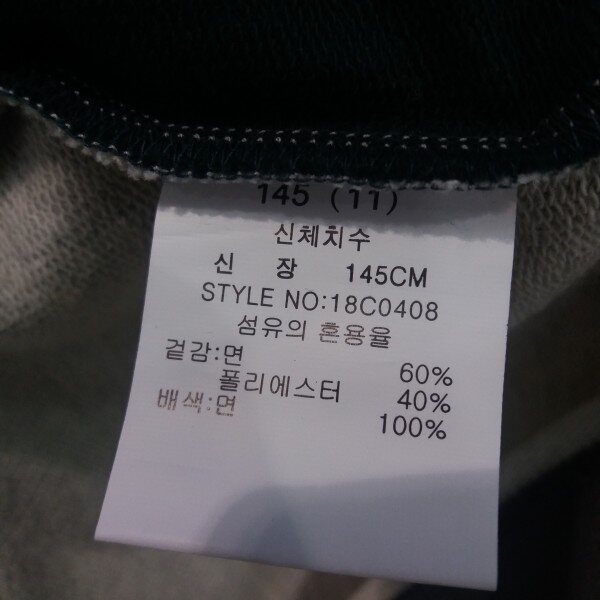 145 (11)
신체치수
신 장 145CM
STYLE NO:18C0408
섬유의 혼용율
겉감:면 60%
폴리에스터 40%
배색:면 100%